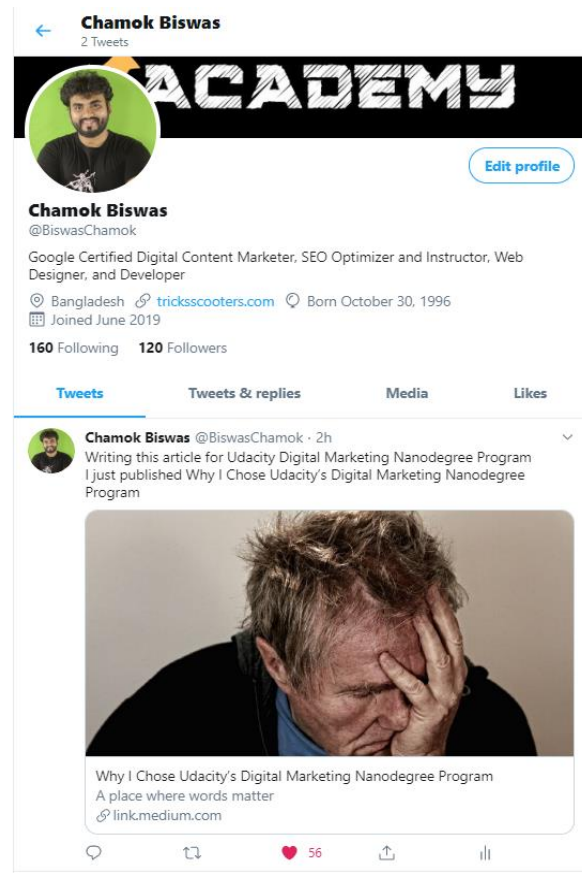 Chamok Biswas
2 Tweets
ACADEMY
Edit profile
Chamok Biswas
@BiswasChamok
Google Certified Digital Content Marketer, SEO Optimizer and Instructor, Web
Designer, and Developer
Bangladesh tricksscooters.com Born October 30, 1996
Joined June 2019
160 Following 120 Followers
Tweets Tweets & replies Media Likes
Chamok Biswas @BiswasChamok · 2h
Writing this article for Udacity Digital Marketing Nanodegree Program
I just published Why I Chose Udacity's Digital Marketing Nanodegree
Program
Why I Chose Udacity's Digital Marketing Nanodegree Program
A place where words matter
link.medium.com
56